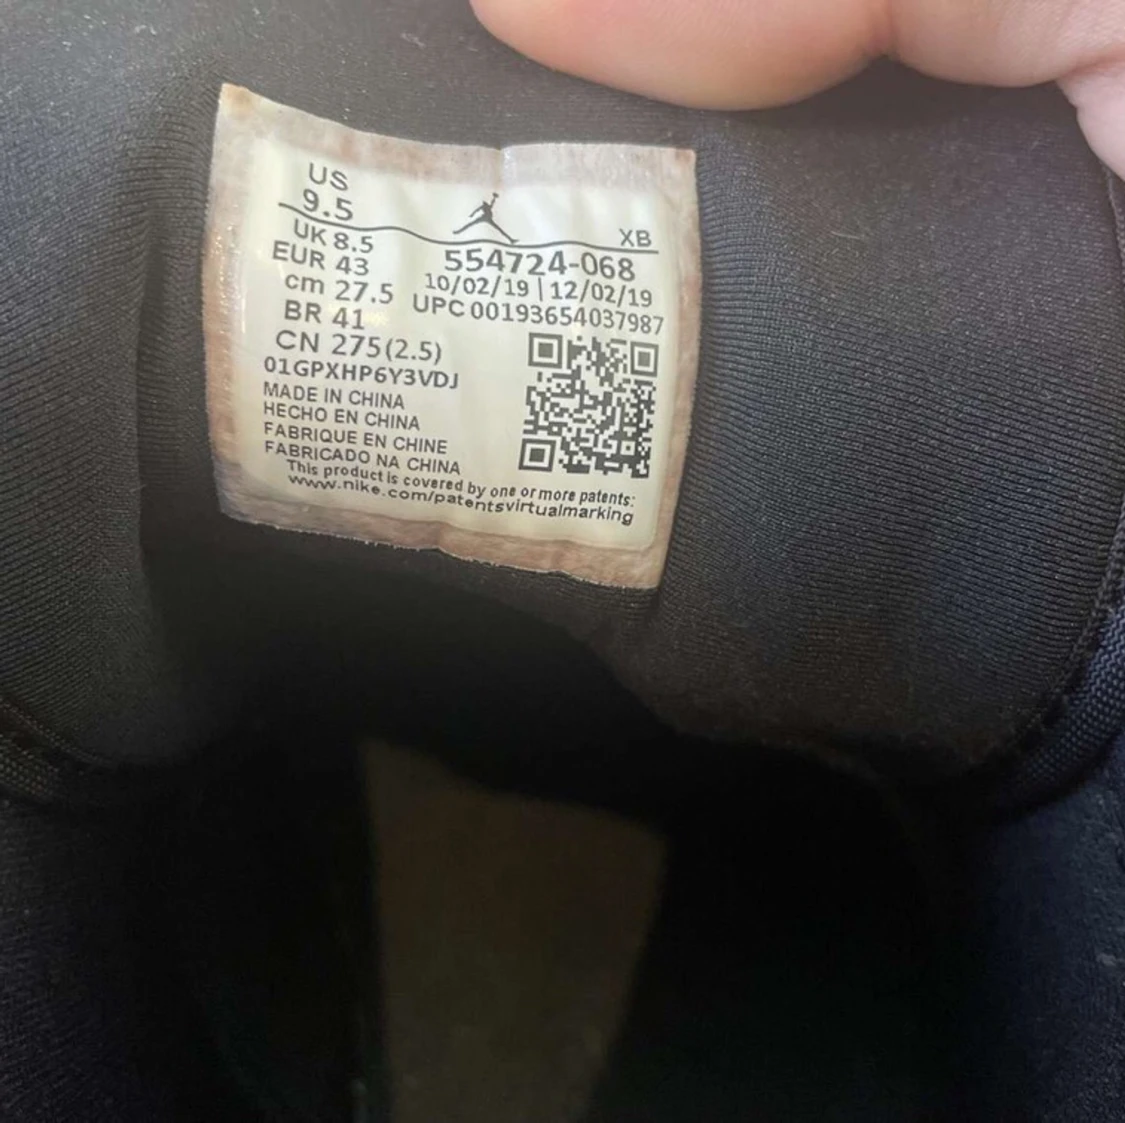 US
9.5
UK 8.5
EUR 43
cm 27.5
BR 41
CN 275(2.5)
01GPXHP6Y3VDJ
XB
554724-068
10/02/19 | 12/02/19
UPC 00193654037987
MADE IN CHINA
HECHO EN CHINA
FABRIQUE EN CHINE
FABRICADO NA CHINA
This product is covered by one or more patents:
www.nike.com/patentsvirtualmarking